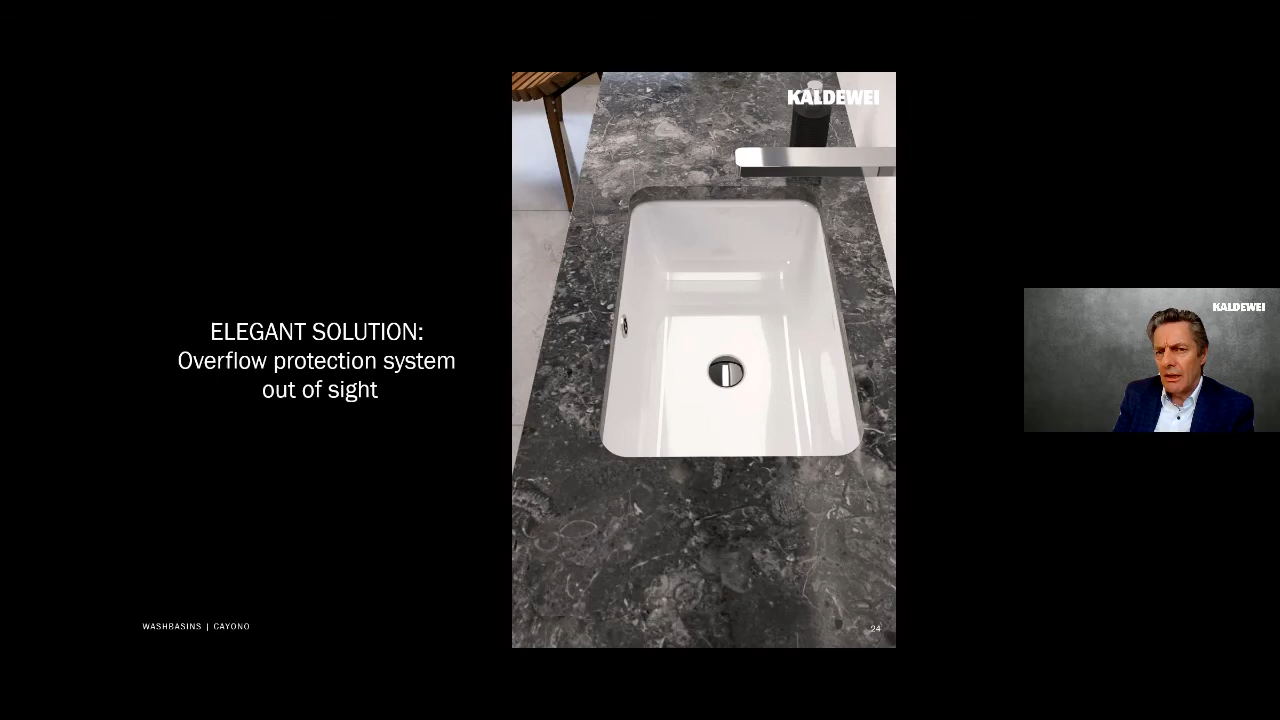 KALDEWEI
ELEGANT SOLUTION:
Overflow protection system
out of sight
KALDEWEI
WASHBASINS | CAYONO
24